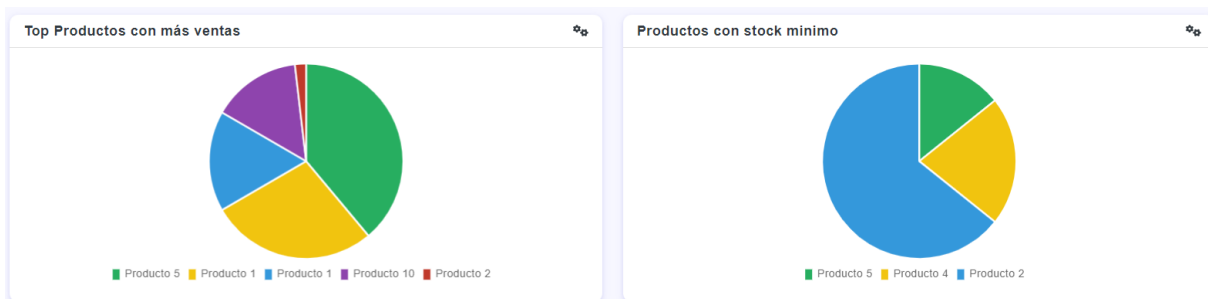 Top Productos con más ventas
Producto 5 Producto 1 Producto 1 Producto 10 Producto 2
Productos con stock minimo
Producto 5 Producto 4 Producto 2